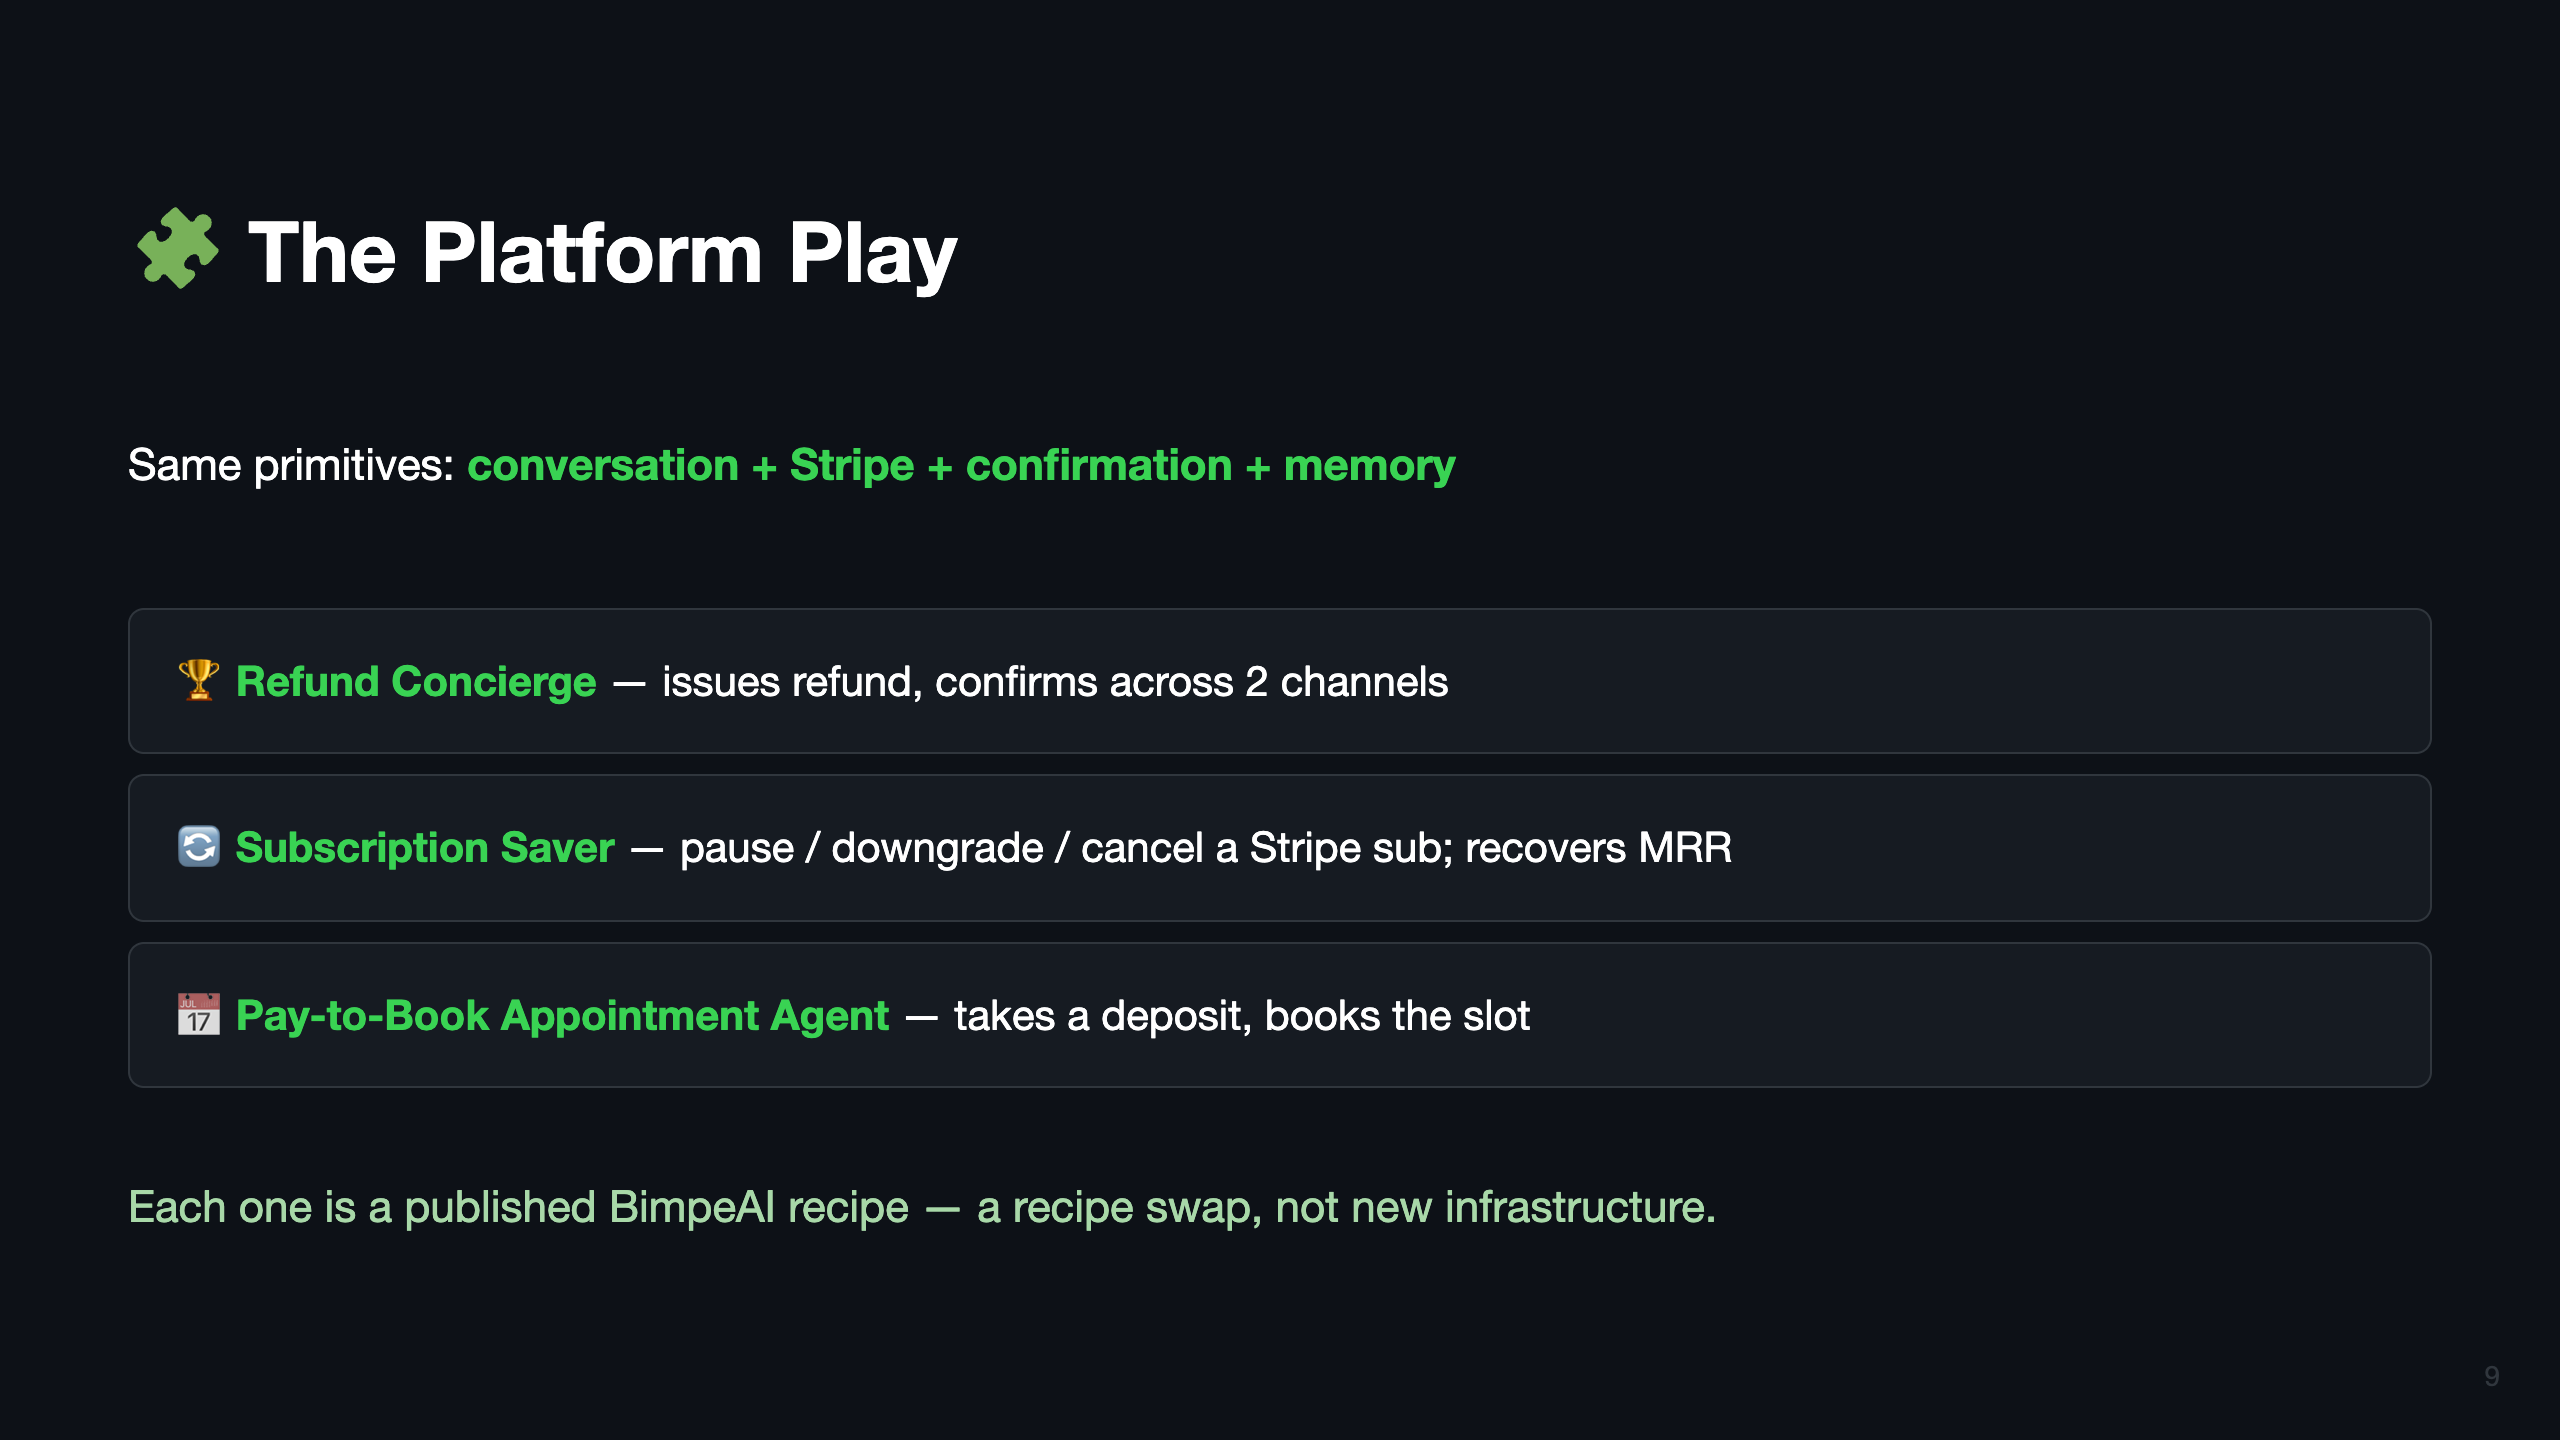 🧩 The Platform Play
Same primitives: conversation + Stripe + confirmation + memory
🏆 Refund Concierge — issues refund, confirms across 2 channels
🔄 Subscription Saver — pause / downgrade / cancel a Stripe sub; recovers MRR
📅 Pay-to-Book Appointment Agent — takes a deposit, books the slot
Each one is a published BimpeAI recipe — a recipe swap, not new infrastructure.
9